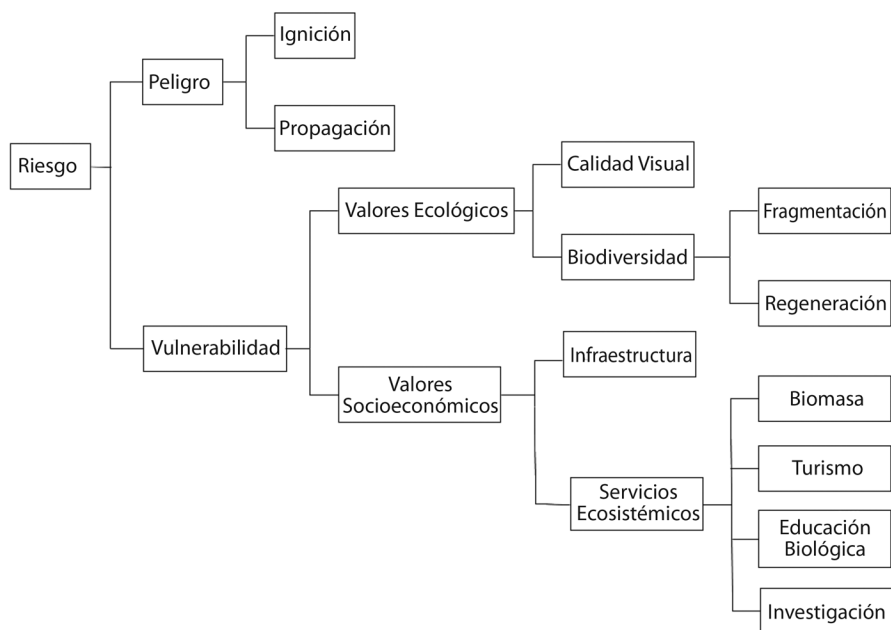 Riesgo
Peligro
Ignición
Propagación
Vulnerabilidad
Valores Ecológicos
Calidad Visual
Biodiversidad
Fragmentación
Regeneración
Valores
Socioeconómicos
Infraestructura
Servicios
Ecosistémicos
Biomasa
Turismo
Educación
Biológica
Investigación